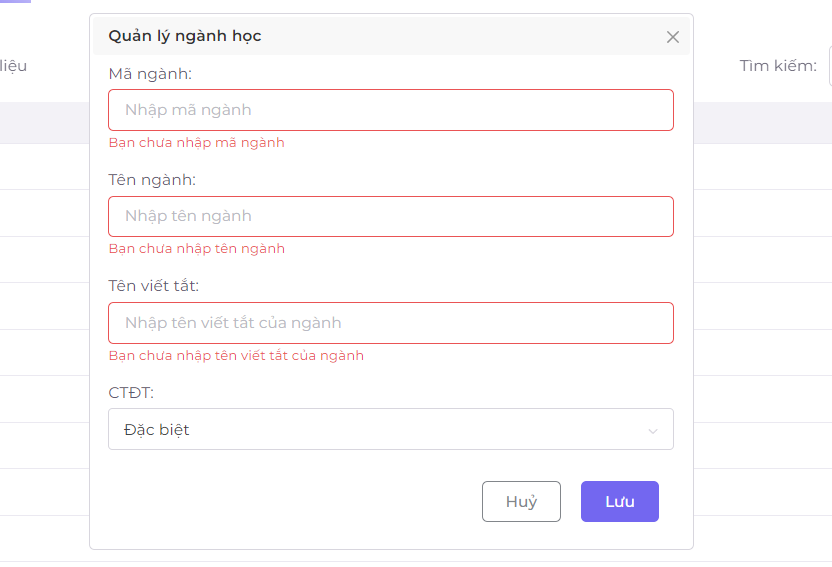 Quản lý ngành học
liệu
Tìm kiếm:
Mã ngành:
Nhập mã ngành
Bạn chưa nhập mã ngành
Tên ngành:
Nhập tên ngành
Bạn chưa nhập tên ngành
Tên viết tắt:
Nhập tên viết tắt của ngành
Bạn chưa nhập tên viết tắt của ngành
CTĐT:
Đặc biệt
Huỷ
Lưu